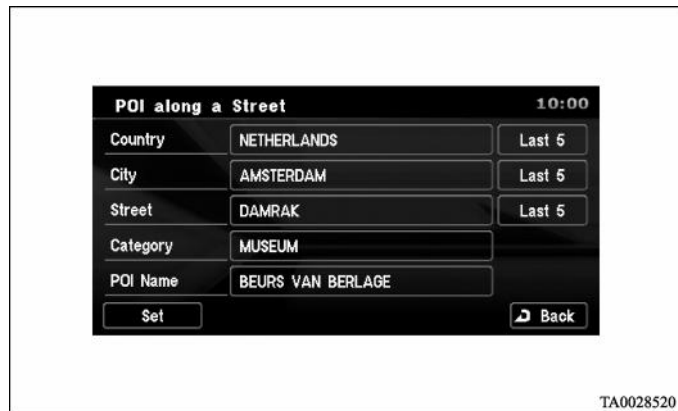 POI along a Street 10:00
Country NETHERLANDS Last 5
City AMSTERDAM Last 5
Street DAMRAK Last 5
Category MUSEUM
POI Name BEURS VAN BERLAGE
Set Back
TA0028520